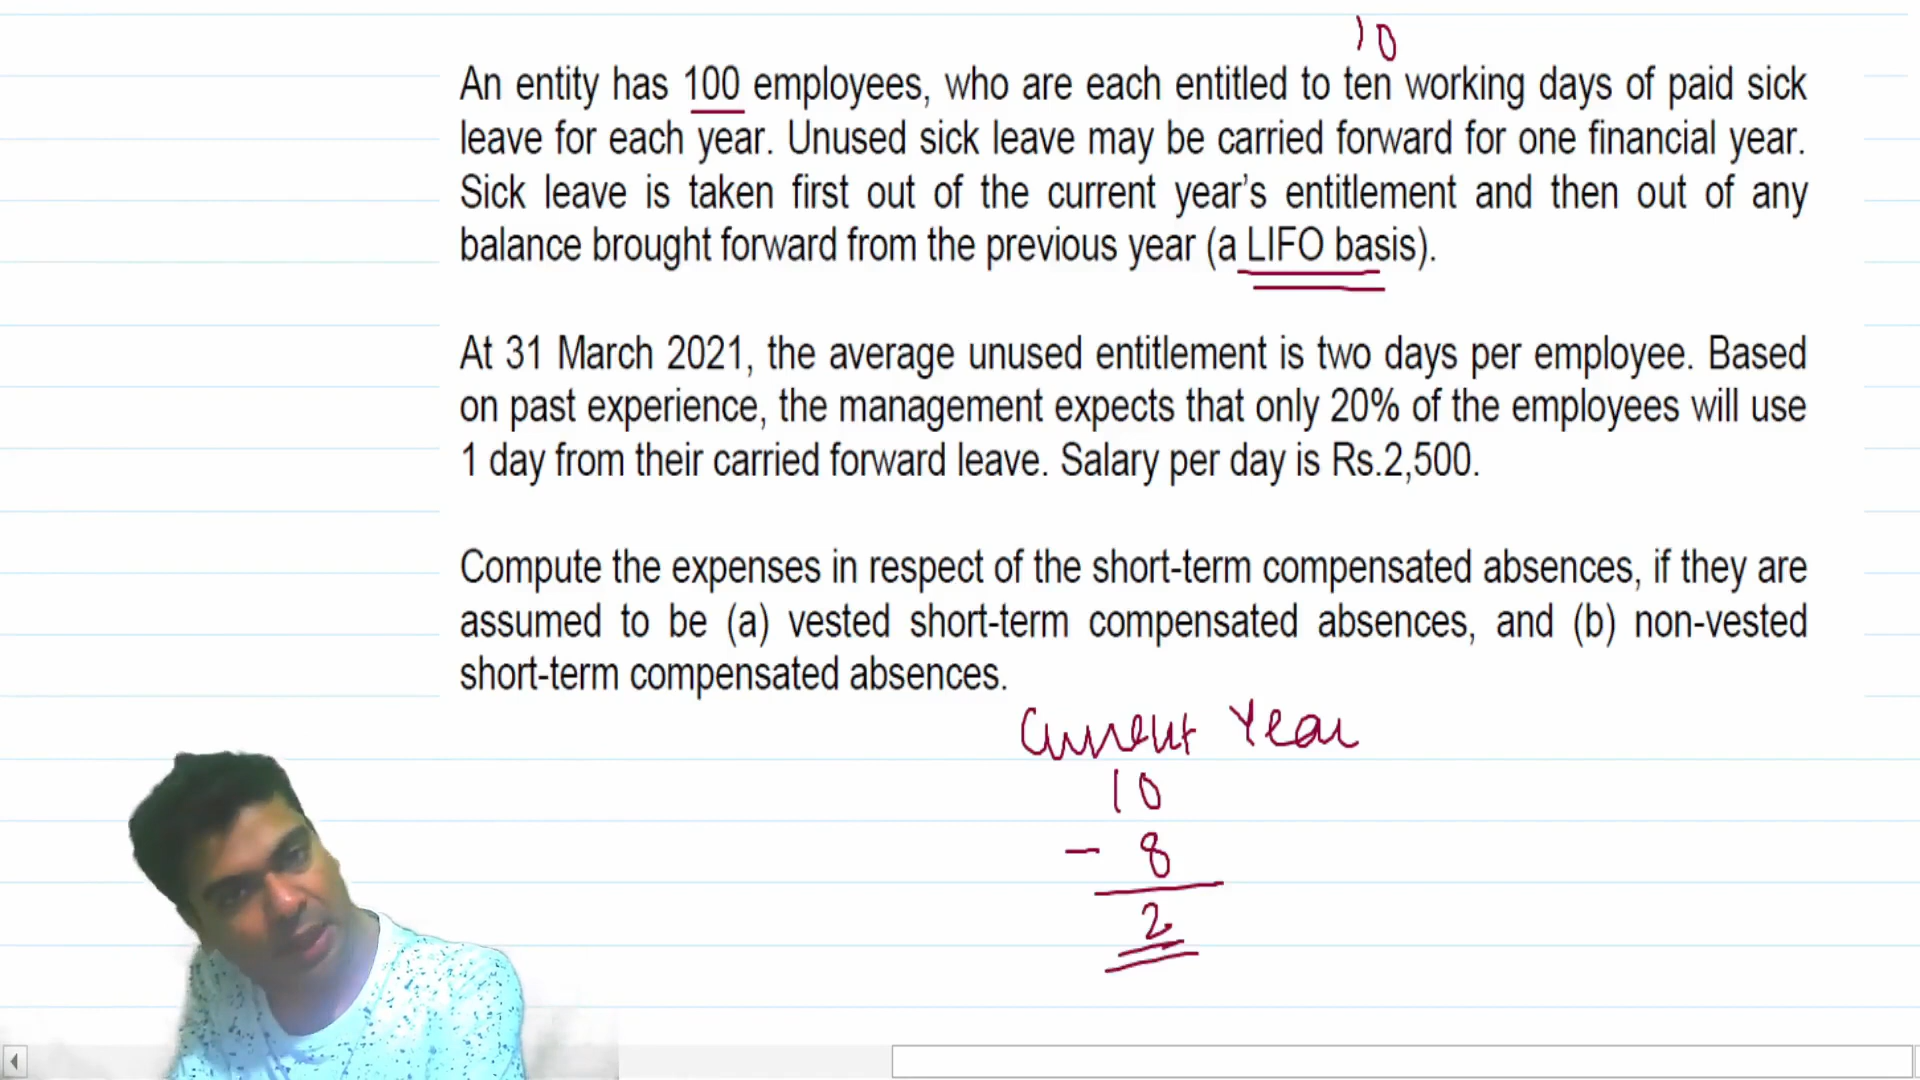 10
An entity has 100 employees, who are each entitled to ten working days of paid sick
leave for each year. Unused sick leave may be carried forward for one financial year.
Sick leave is taken first out of the current year’s entitlement and then out of any
balance brought forward from the previous year (a LIFO basis).
At 31 March 2021, the average unused entitlement is two days per employee. Based
on past experience, the management expects that only 20% of the employees will use
1 day from their carried forward leave. Salary per day is Rs.2,500.
Compute the expenses in respect of the short-term compensated absences, if they are
assumed to be (a) vested short-term compensated absences, and (b) non-vested
short-term compensated absences.
Current Year
10
- 8
2